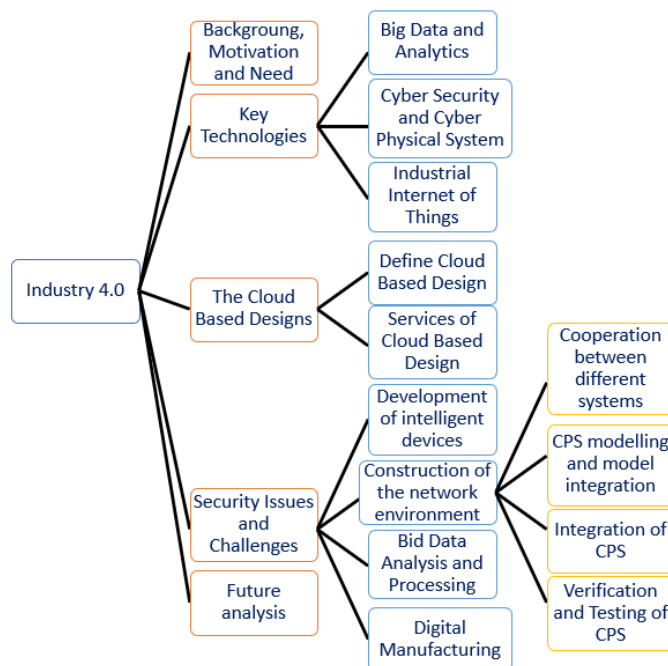 Industry 4.0
Backgroung,
Motivation
and Need
Key
Technologies
Big Data and
Analytics
Cyber Security
and Cyber
Physical System
Industrial
Internet of
Things
The Cloud
Based Designs
Define Cloud
Based Design
Services of
Cloud Based
Design
Security Issues
and
Challenges
Development
of intelligent
devices
Construction of
the network
environment
Cooperation
between
different
systems
CPS modelling
and model
integration
Integration of
CPS
Verification
and Testing of
CPS
Bid Data
Analysis and
Processing
Digital
Manufacturing
Future
analysis